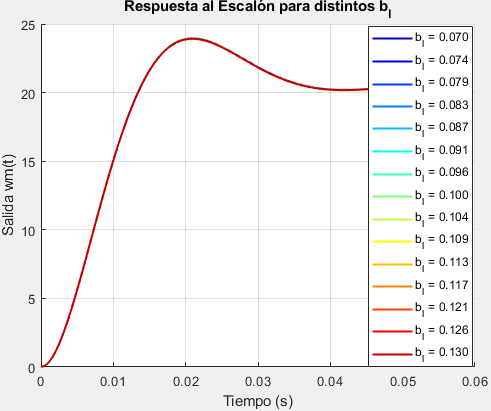 Respuesta al Escalón para distintos b_l
Salida wm(t)
25
20
15
10
5
0
0
0.01
0.02
0.03
0.04
0.05
0.06
Tiempo (s)
b_l = 0.070
b_l = 0.074
b_l = 0.079
b_l = 0.083
b_l = 0.087
b_l = 0.091
b_l = 0.096
b_l = 0.100
b_l = 0.104
b_l = 0.109
b_l = 0.113
b_l = 0.117
b_l = 0.121
b_l = 0.126
b_l = 0.130